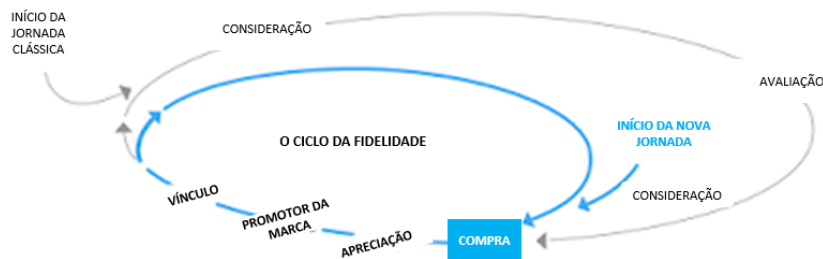 INÍCIO DA
JORNADA
CLÁSSICA
CONSIDERAÇÃO
AVALIAÇÃO
INÍCIO DA NOVA
JORNADA
O CICLO DA FIDELIDADE
CONSIDERAÇÃO
VÍNCULO
PROMOTOR DA
MARCA
APRECIAÇÃO
COMPRA